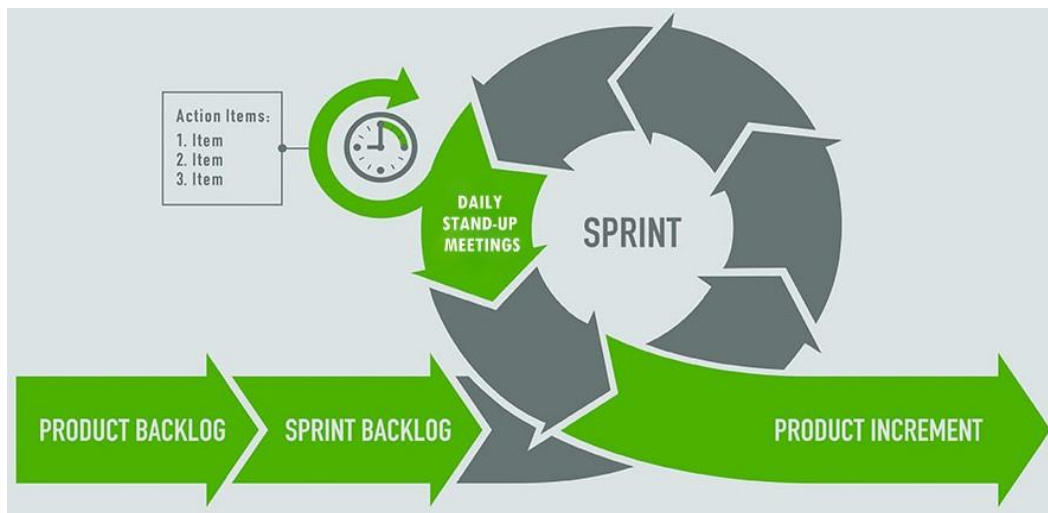 Action Items:
1. Item
2. Item
3. Item
DAILY
STAND-UP
MEETINGS
SPRINT
PRODUCT BACKLOG
SPRINT BACKLOG
PRODUCT INCREMENT